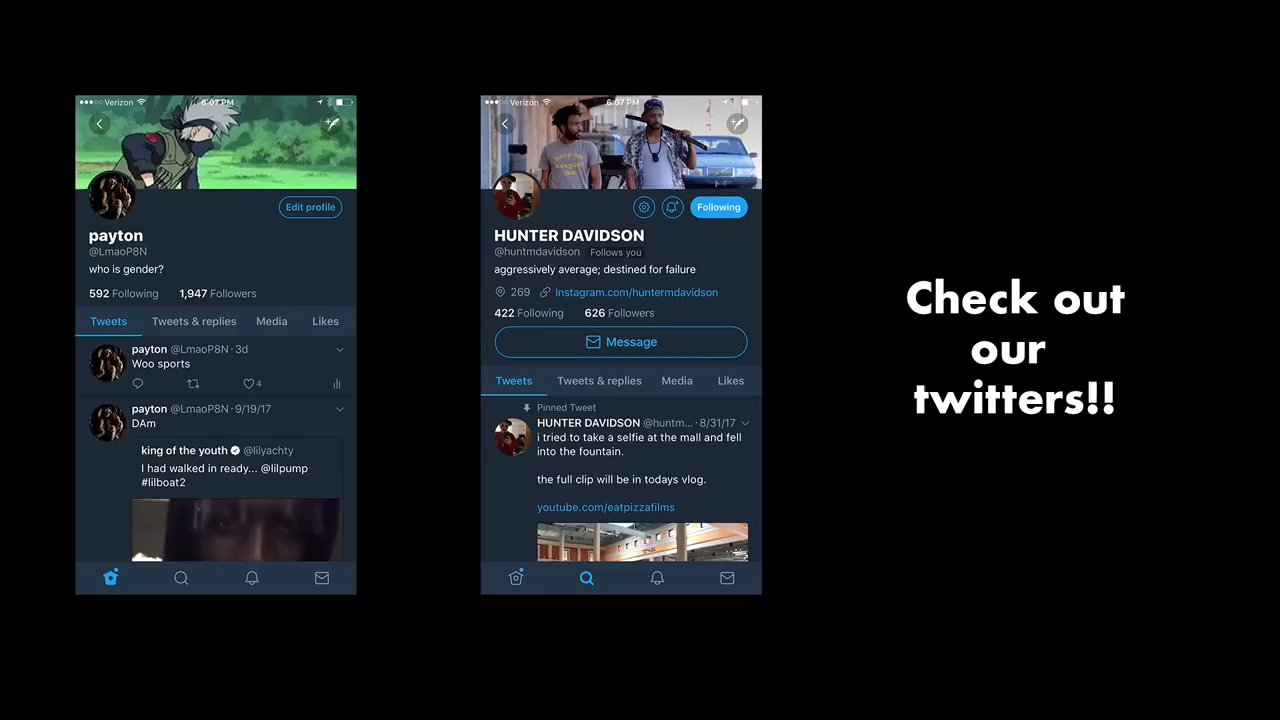 Verizon
6:07 PM
payton
Edit profile
@LmaoP8N
who is gender?
592 Following 1,947 Followers
Tweets Tweets & replies Media Likes
payton @LmaoP8N · 3d
Woo sports
4
payton @LmaoP8N · 9/19/17
DAm
king of the youth @lilyachty
I had walked in ready... @lilpump
#lilboat2
Verizon
6:07 PM
keep on
keepin'
on
Following
HUNTER DAVIDSON
@huntmdavidson Follows you
aggressively average; destined for failure
269 Instagram.com/huntermdavidson
422 Following 626 Followers
Message
Tweets Tweets & replies Media Likes
Pinned Tweet
HUNTER DAVIDSON @huntm... · 8/31/17
i tried to take a selfie at the mall and fell
into the fountain.
the full clip will be in todays vlog.
youtube.com/eatpizzafilms
Check out
our
twitters!!